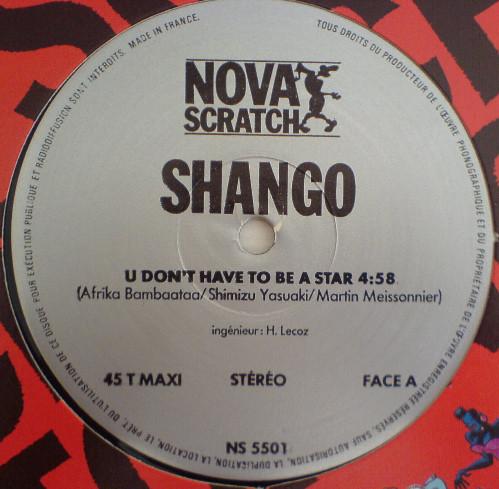 NOVA
SCRATCH
SHANGO
U DON'T HAVE TO BE A STAR 4:58
(Afrika Bambaataa/Shimizu Yasuaki/Martin Meissonnier)
ingénieur: H. Lecoz
45 T MAXI STÉRÉO FACE A
NS 5501
TOUS DROITS DU PRODUCTEUR DE L'ŒUVRE PHONOGRAPHIQUE ET DU PROPRIÉTAIRE DE L'ŒUVRE ENREGISTRÉE RÉSERVÉS, SAUF AUTORISATION, LA DUPLICATION, LA LOCATION, LE PRÊT, OU L'UTILISATION DE CE DISQUE POUR EXÉCUTION PUBLIQUE ET RADIODIFFUSION SONT INTERDITS. MADE IN FRANCE.